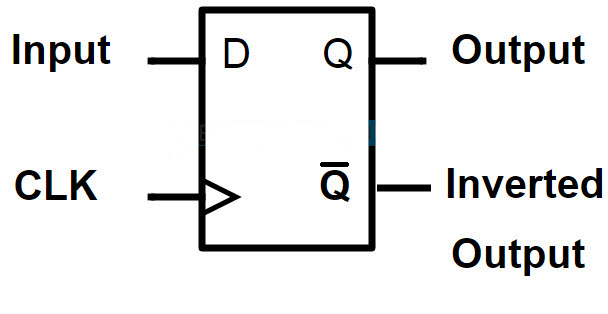 Input D Q Output
CLK Q̅ Inverted
Output